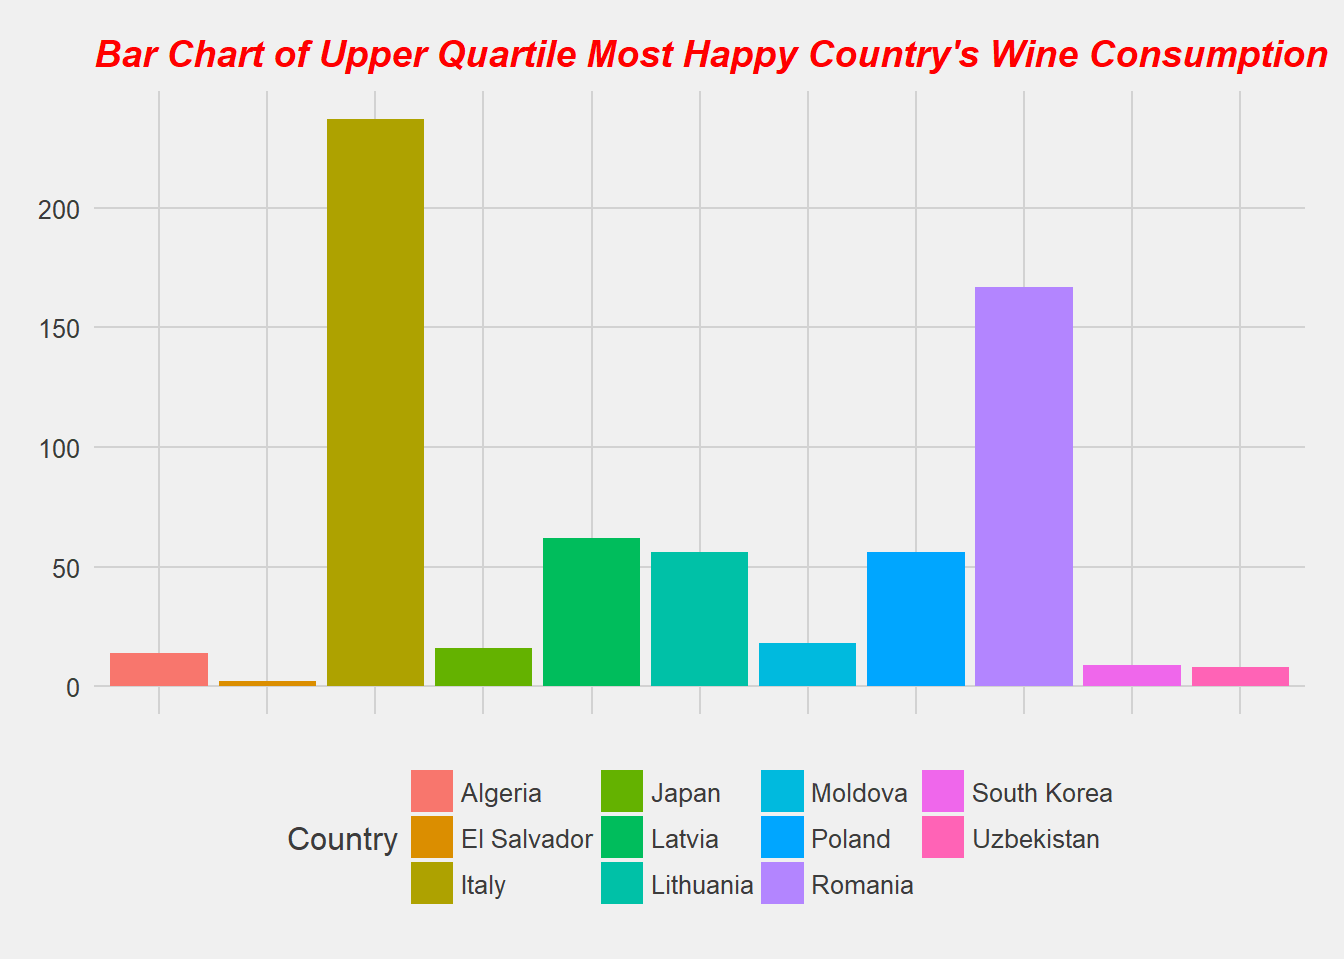 Bar Chart of Upper Quartile Most Happy Country's Wine Consumption
200
150
100
50
0
Country
Algeria
El Salvador
Italy
Japan
Latvia
Lithuania
Moldova
Poland
Romania
South Korea
Uzbekistan